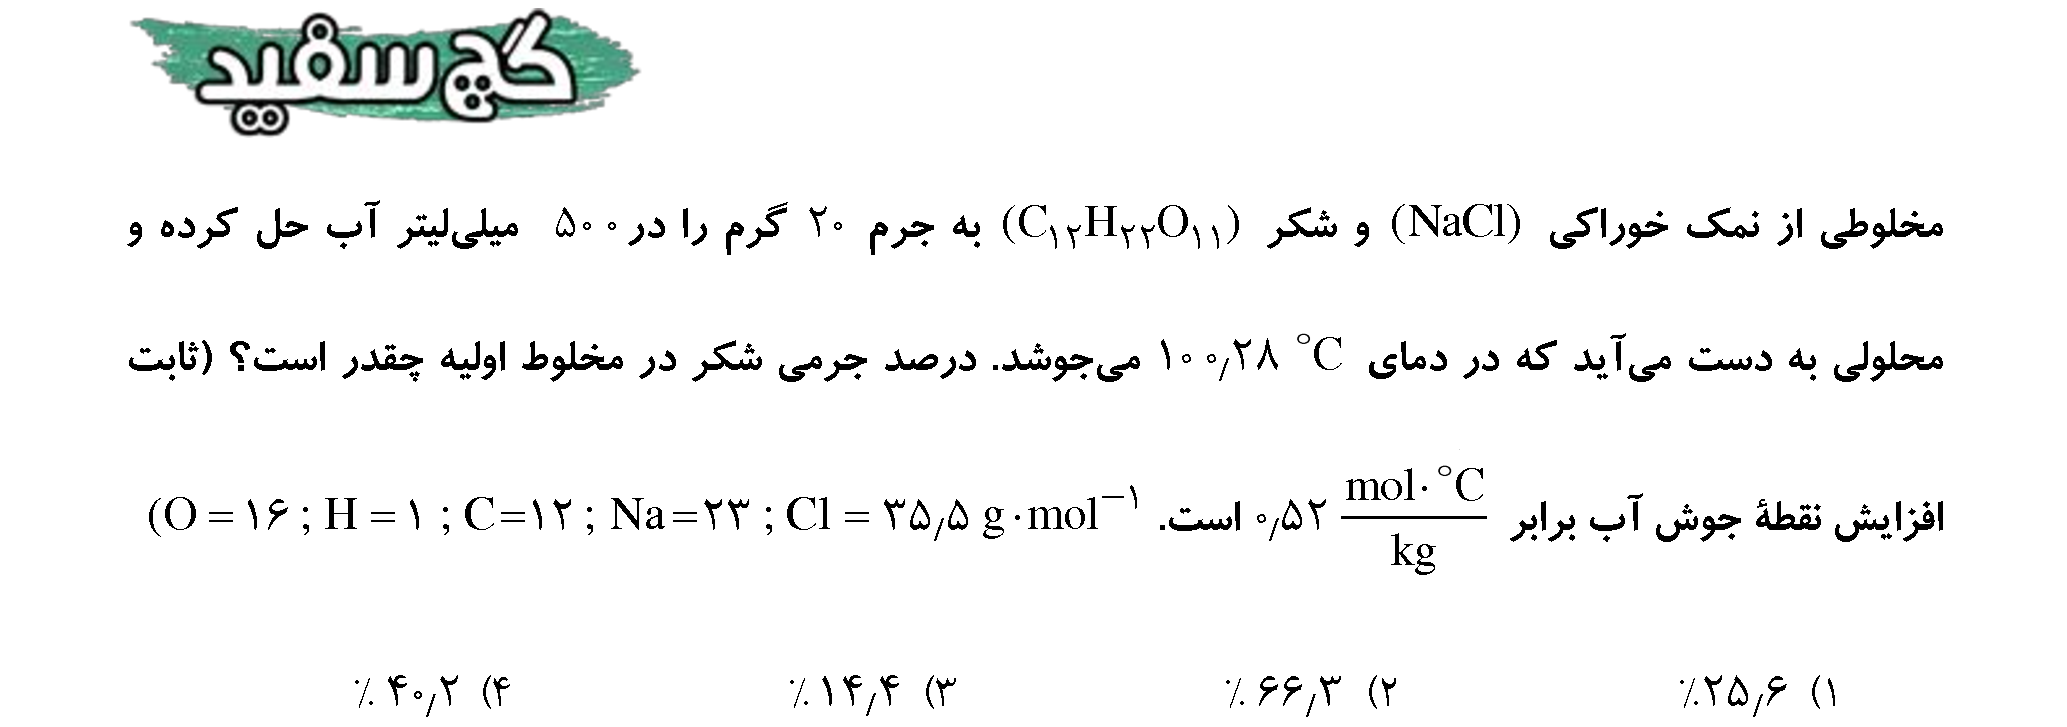 گچ سفید
مخلوطی از نمک خوراکی (NaCl) و شکر (C₁₂H₂₂O₁₁) به جرم ۲۰ گرم را در ۵۰۰ میلی‌لیتر آب حل کرده و
محلولی به دست می‌آید که در دمای ۱۰۰٫۲۸ °C می‌جوشد. درصد جرمی شکر در مخلوط اولیه چقدر است؟ (ثابت
افزایش نقطهٔ جوش آب برابر ۰٫۵۲ mol·°C/kg است. O = ۱۶ ; H = ۱ ; C=۱۲ ; Na=۲۳ ; Cl = ۳۵٫۵ g·mol⁻¹)
۱) ٪۲۵٫۶ ۲) ٪۶۶٫۳ ۳) ٪۱۴٫۴ ۴) ٪۴۰٫۲